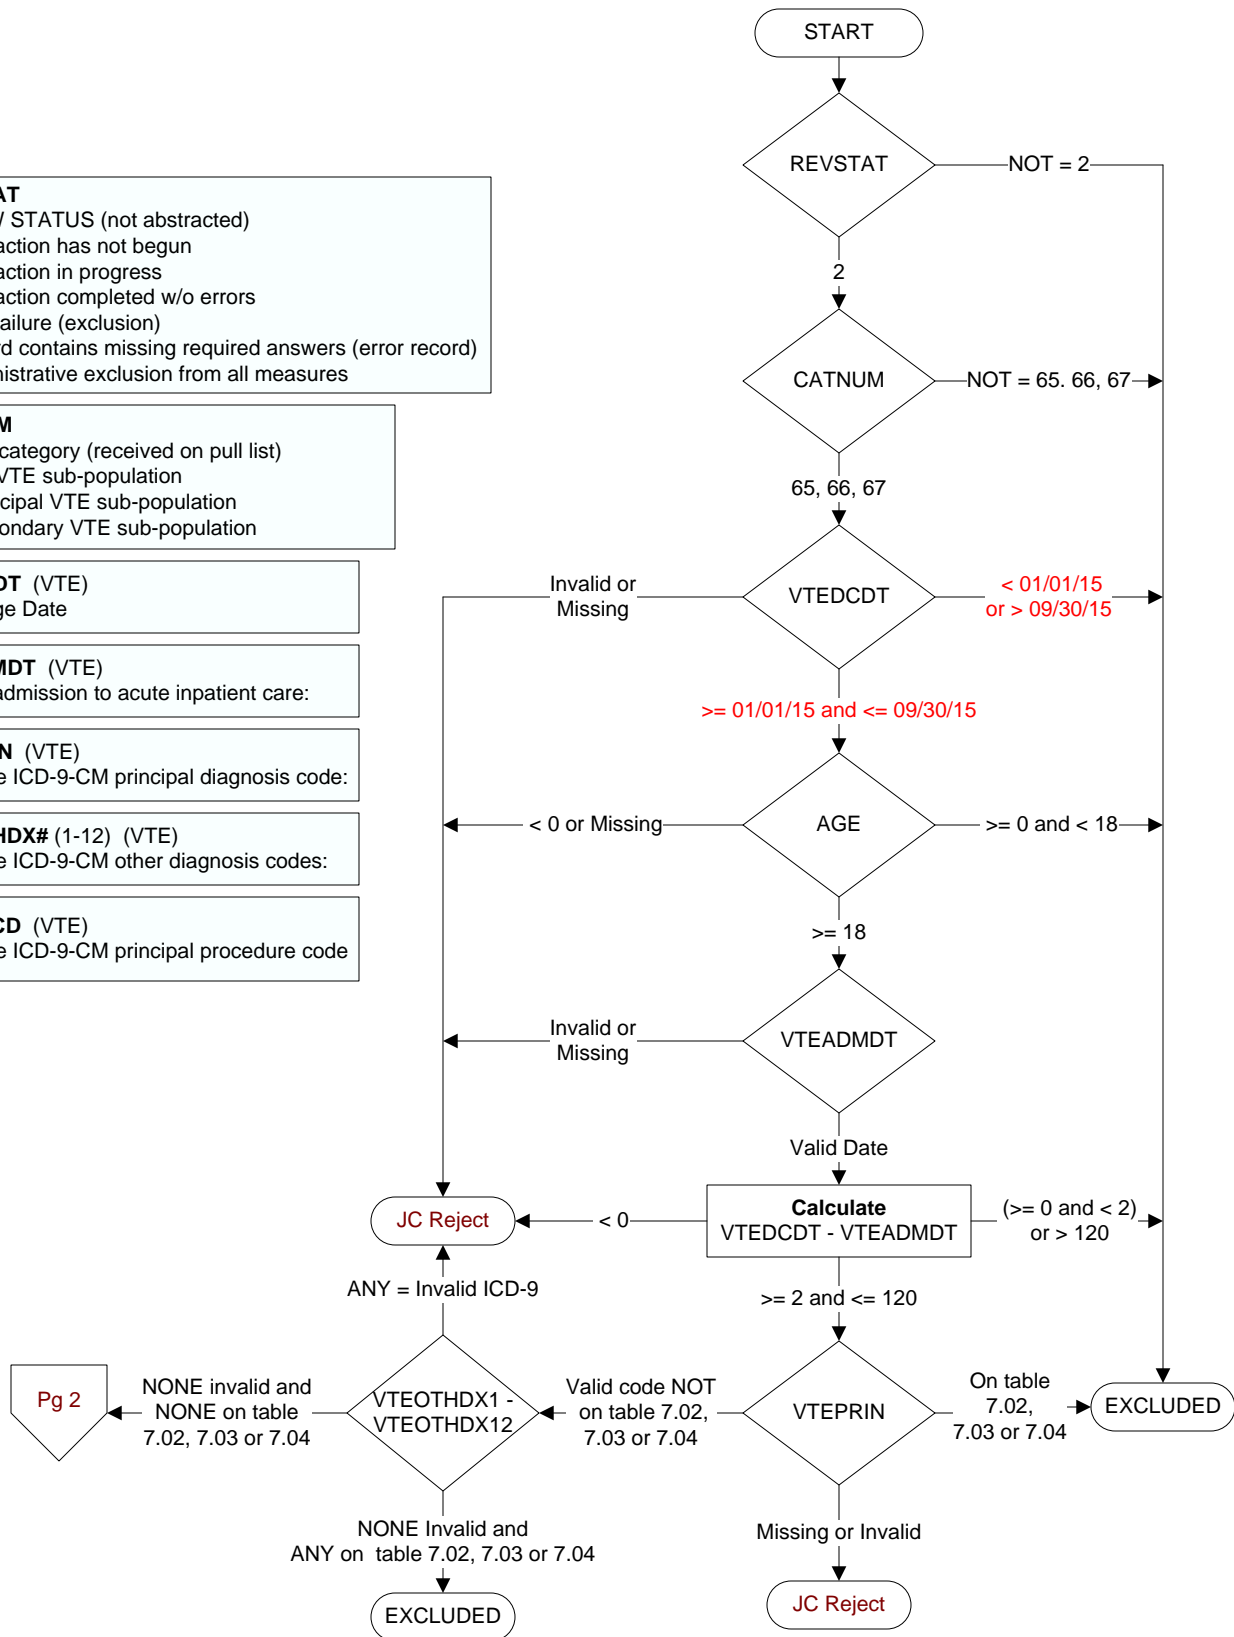 START
REVSTAT
NOT = 2
2
CATNUM
NOT = 65. 66, 67
65, 66, 67
VTEDCDT
Invalid or
Missing
< 01/01/15
or > 09/30/15
>= 01/01/15 and <= 09/30/15
AGE
< 0 or Missing
>= 0 and < 18
>= 18
VTEADMDT
Invalid or
Missing
Valid Date
Calculate
VTEDCDT - VTEADMDT
< 0
JC Reject
(>= 0 and < 2)
or > 120
>= 2 and <= 120
VTEPRIN
On table
7.02,
7.03 or 7.04
EXCLUDED
Valid code NOT
on table 7.02,
7.03 or 7.04
Missing or Invalid
JC Reject
VTEOTHDX1 -
VTEOTHDX12
ANY = Invalid ICD-9
NONE invalid and
NONE on table
7.02, 7.03 or 7.04
Pg 2
NONE Invalid and
ANY on table 7.02, 7.03 or 7.04
EXCLUDED
AT
STATUS (not abstracted)
action has not begun
action in progress
action completed w/o errors
ailure (exclusion)
d contains missing required answers (error record)
nistrative exclusion from all measures
M
category (received on pull list)
VTE sub-population
cipal VTE sub-population
ondary VTE sub-population
DT (VTE)
ge Date
MDT (VTE)
admission to acute inpatient care:
N (VTE)
e ICD-9-CM principal diagnosis code:
HDX# (1-12) (VTE)
e ICD-9-CM other diagnosis codes:
CD (VTE)
e ICD-9-CM principal procedure code